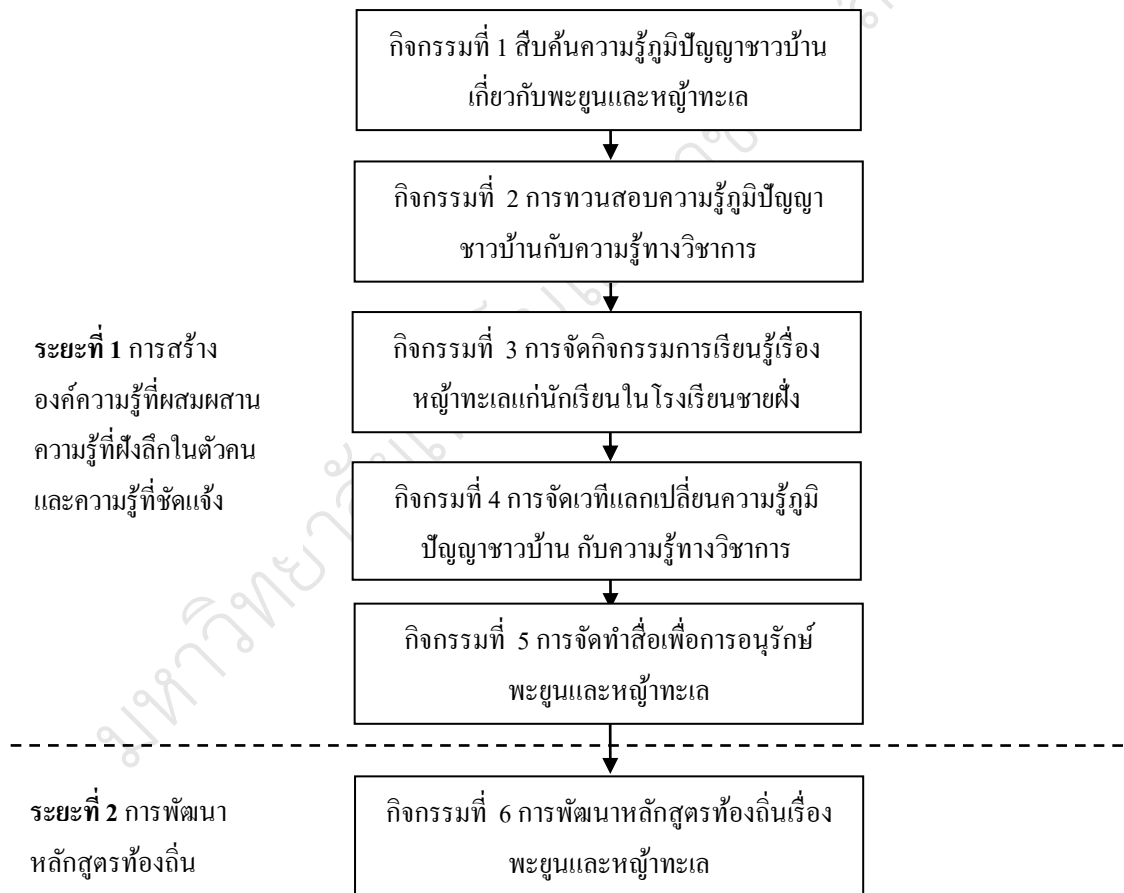 กิจกรรมที่ 1 สืบค้นความรู้ภูมิปัญญาชาวบ้าน
เกี่ยวกับพะยูนและหญ้าทะเล
กิจกรรมที่ 2 การทวนสอบความรู้ภูมิปัญญา
ชาวบ้านกับความรู้ทางวิชาการ
ระยะที่ 1 การสร้าง
องค์ความรู้ที่ผสมผสาน
ความรู้ที่ฝังลึกในตัวคน
และความรู้ที่ชัดแจ้ง
กิจกรรมที่ 3 การจัดกิจกรรมการเรียนรู้เรื่อง
หญ้าทะเลแก่นักเรียนในโรงเรียนชายฝั่ง
กิจกรมที่ 4 การจัดเวทีแลกเปลี่ยนความรู้ภูมิ
ปัญญาชาวบ้าน กับความรู้ทางวิชาการ
กิจกรรมที่ 5 การจัดทำสื่อเพื่อการอนุรักษ์
พะยูนและหญ้าทะเล
ระยะที่ 2 การพัฒนา
หลักสูตรท้องถิ่น
กิจกรรมที่ 6 การพัฒนาหลักสูตรท้องถิ่นเรื่อง
พะยูนและหญ้าทะเล
มหาวิทยาลัย